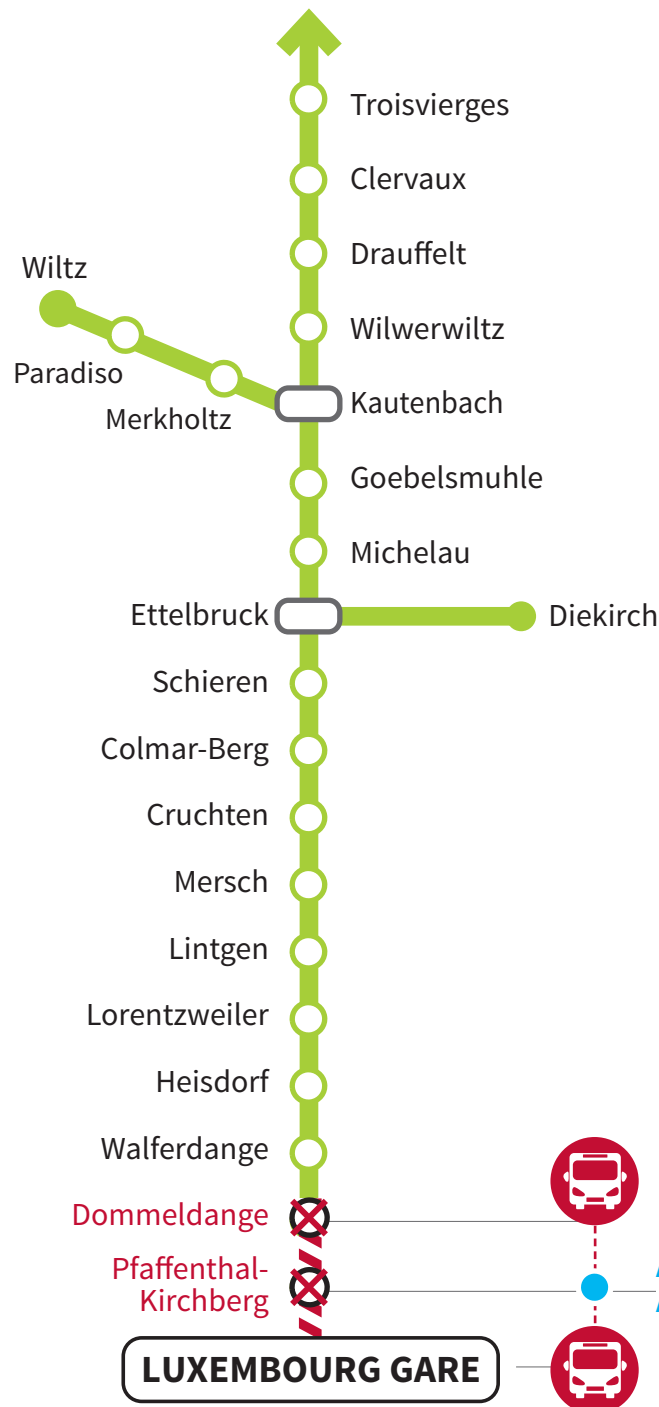 Troisvierges
Clervaux
Drauffelt
Wiltz
Wilwerwiltz
Paradiso
Merkholtz
Kautenbach
Goebelsmuhle
Michelau
Ettelbruck
Diekirch
Schieren
Colmar-Berg
Cruchten
Mersch
Lintgen
Lorentzweiler
Heisdorf
Walferdange
Dommeldange
Pfaffenthal-
Kirchberg
LUXEMBOURG GARE